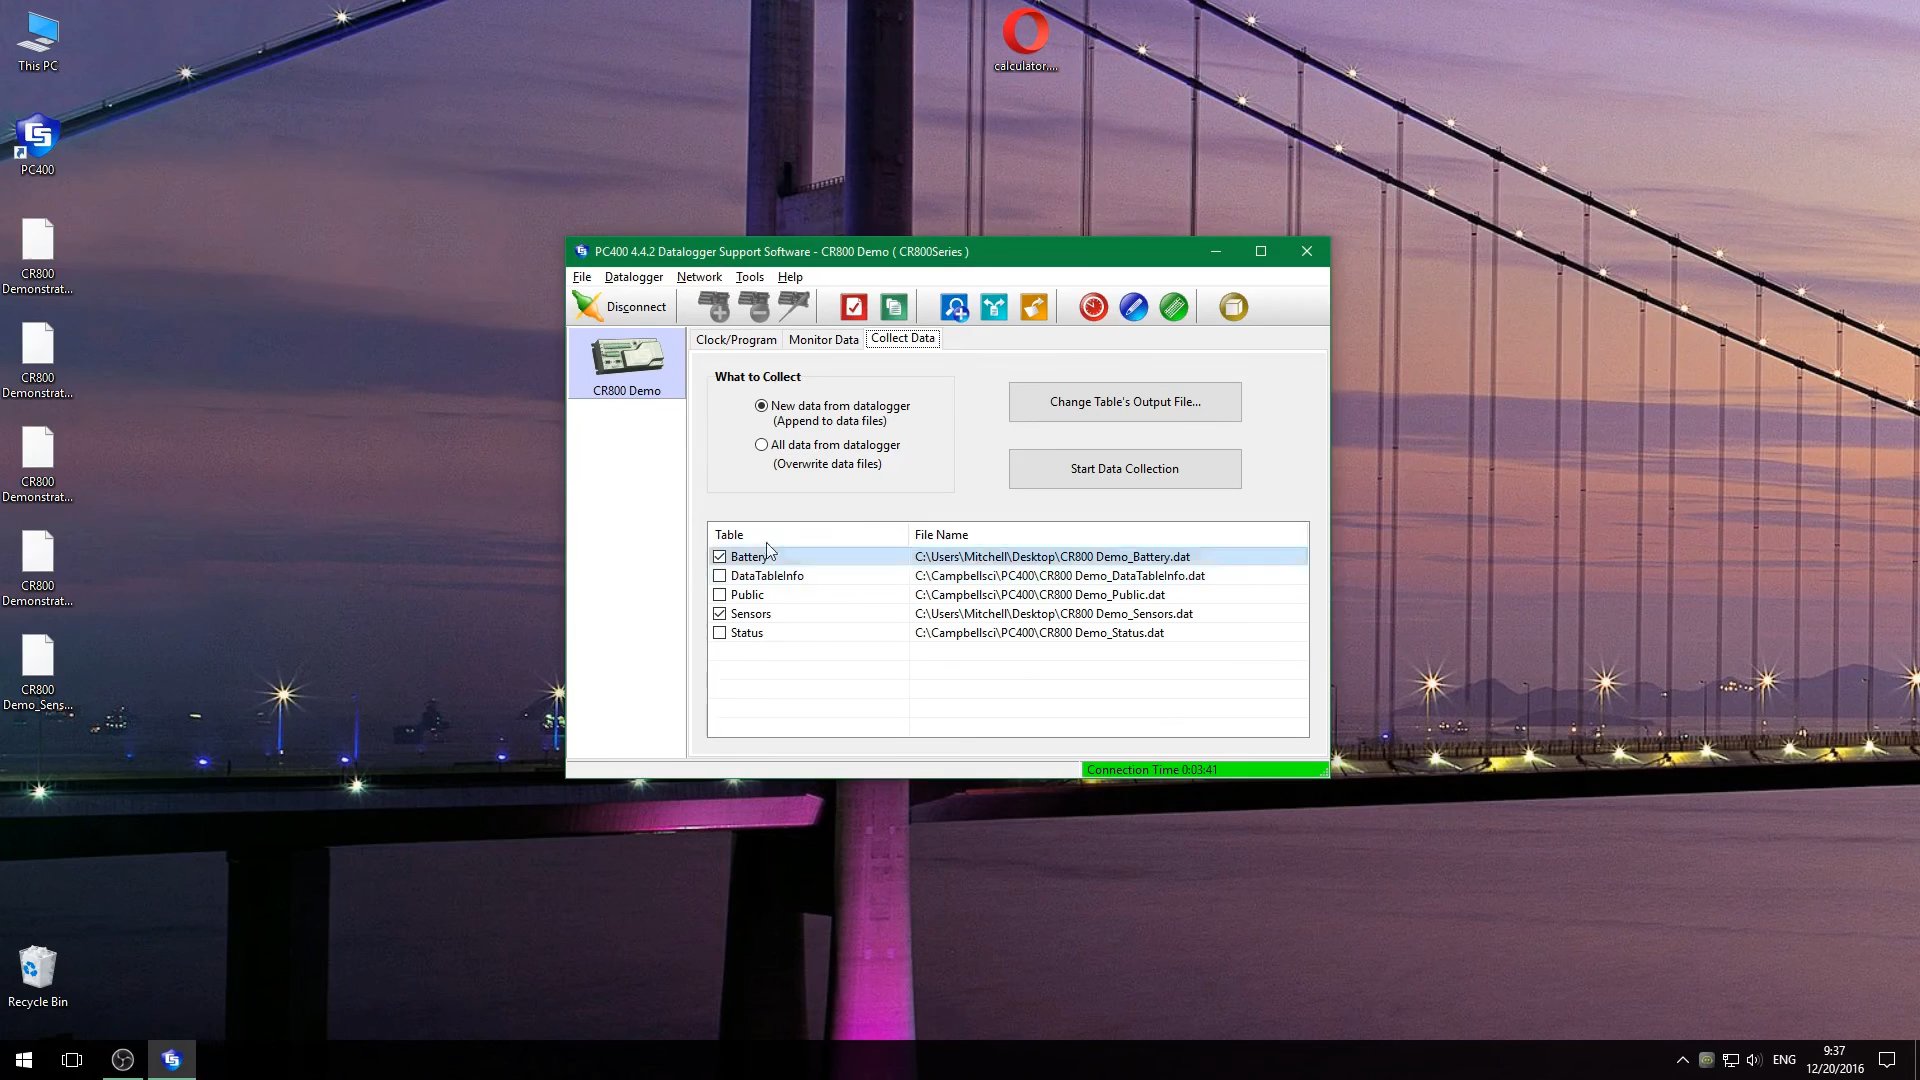 This PC
calculator....
PC400
CR800
Demonstrat...
CR800
Demonstrat...
CR800
Demonstrat...
CR800
Demonstrat...
CR800
Demo_Sens...
Recycle Bin
PC400 4.4.2 Datalogger Support Software - CR800 Demo ( CR800Series )
File Datalogger Network Tools Help
Disconnect
CR800 Demo
Clock/Program Monitor Data Collect Data
What to Collect
New data from datalogger
(Append to data files)
All data from datalogger
(Overwrite data files)
Change Table's Output File...
Start Data Collection
Table File Name
Battery C:\Users\Mitchell\Desktop\CR800 Demo_Battery.dat
DataTableInfo C:\Campbellsci\PC400\CR800 Demo_DataTableInfo.dat
Public C:\Campbellsci\PC400\CR800 Demo_Public.dat
Sensors C:\Users\Mitchell\Desktop\CR800 Demo_Sensors.dat
Status C:\Campbellsci\PC400\CR800 Demo_Status.dat
Connection Time 0:03:41
ENG
9:37
12/20/2016